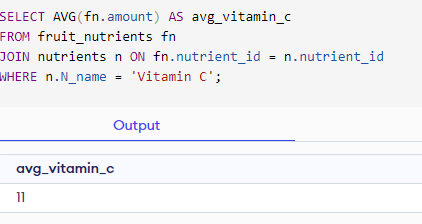 SELECT AVG(fn.amount) AS avg_vitamin_c
FROM fruit_nutrients fn
JOIN nutrients n ON fn.nutrient_id = n.nutrient_id
WHERE n.N_name = 'Vitamin C';
Output
avg_vitamin_c
11